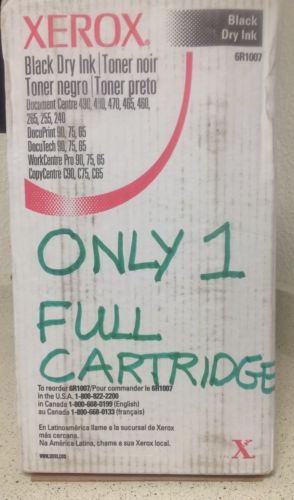 XEROX.
Black
Dry Ink
6R1007
Black Dry Ink | Toner noir
Toner negro | Toner preto
Document Centre 490, 480, 470, 465, 460,
265, 255, 240
DocuPrint 90, 75, 65
DocuTech 90, 75, 65
WorkCentre Pro 90, 75, 65
CopyCentre C90, C75, C65
ONLY 1
FULL
CARTRIDGE
To reorder 6R1007/Pour commander le 6R1007
in the U.S.A. 1-800-822-2200
in Canada 1-800-668-0199 (English)
au Canada 1-800-668-0133 (français)
En Latinoamérica llame a la sucursal de Xerox
más cercana.
Na América Latina, chame a sua Xerox local.
www.xerox.com
X